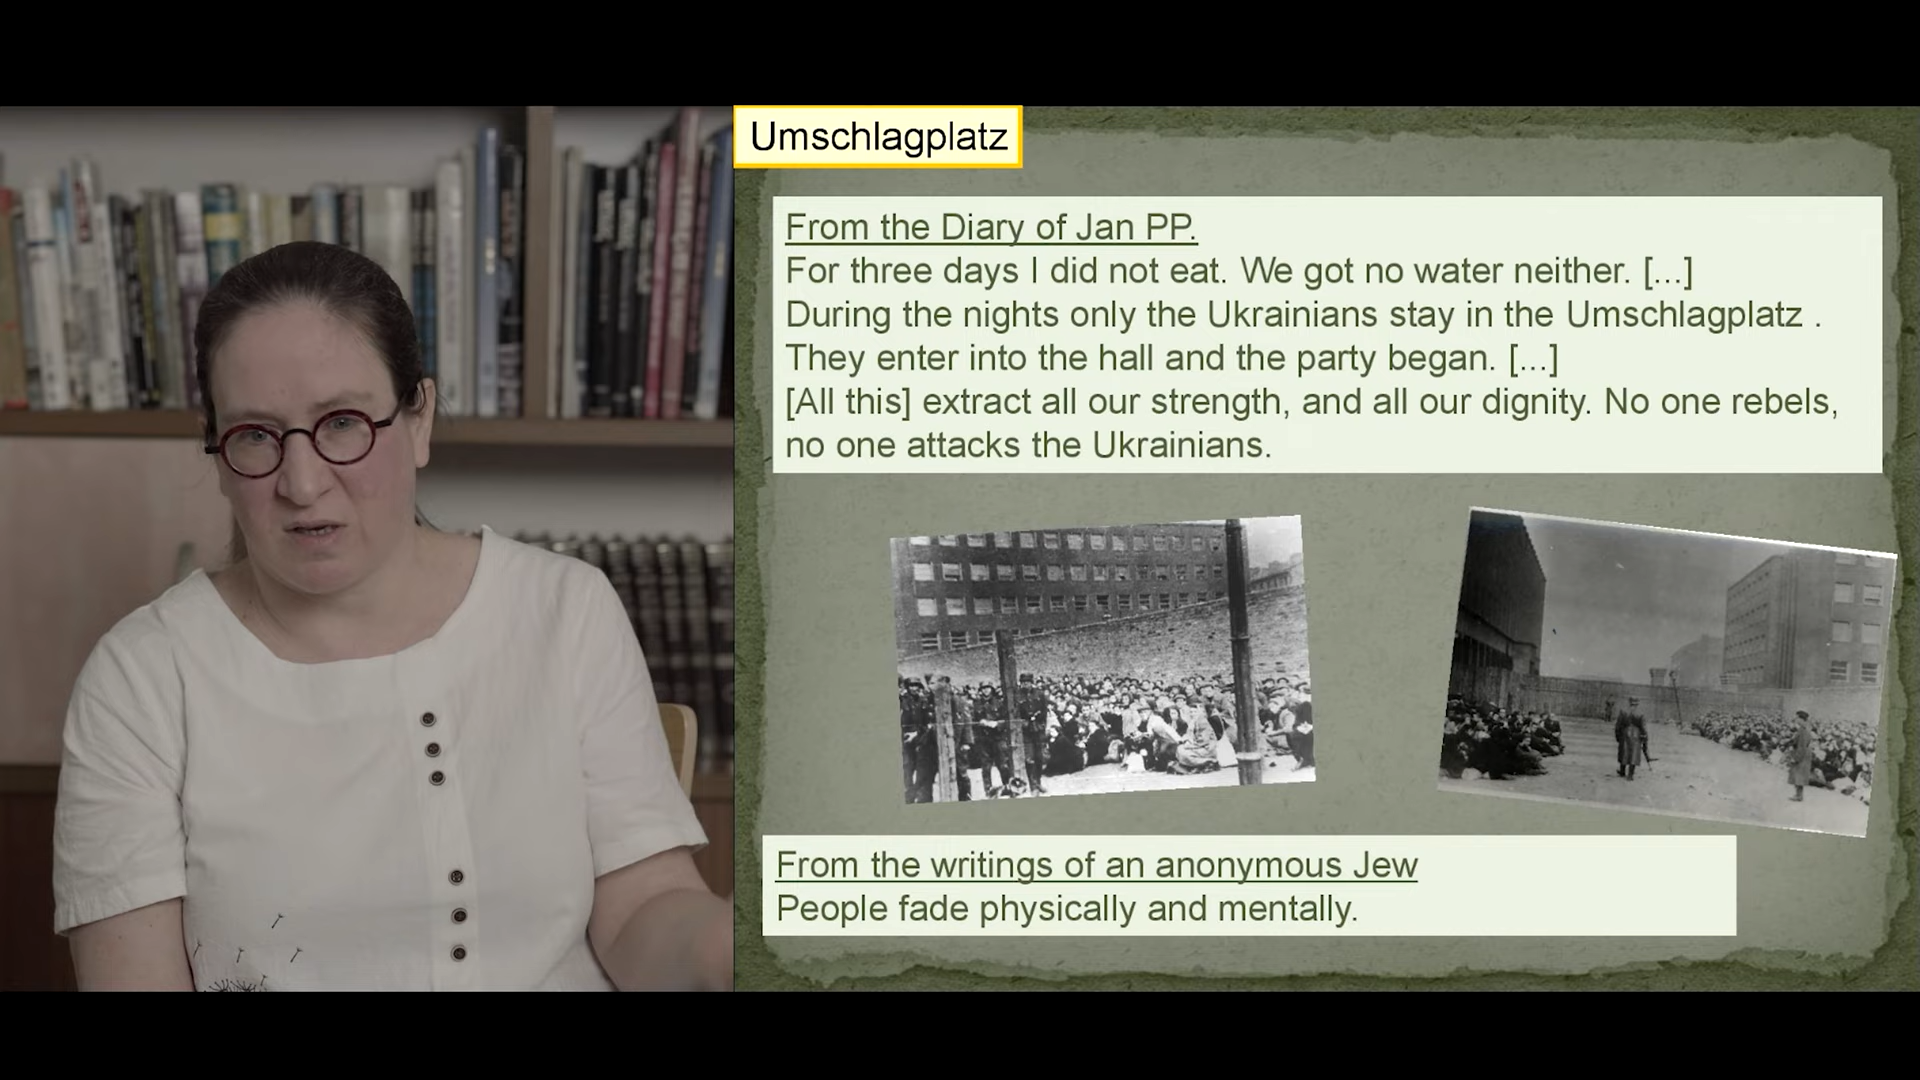 Umschlagplatz
From the Diary of Jan PP.
For three days I did not eat. We got no water neither. [...]
During the nights only the Ukrainians stay in the Umschlagplatz .
They enter into the hall and the party began. [...]
[All this] extract all our strength, and all our dignity. No one rebels,
no one attacks the Ukrainians.
From the writings of an anonymous Jew
People fade physically and mentally.